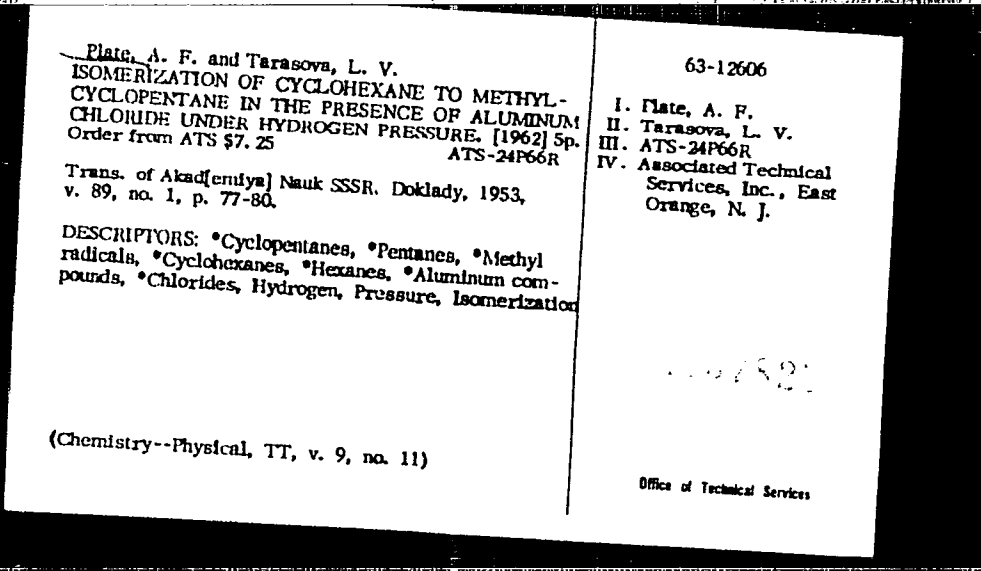 Plate, A. F. and Tarasova, L. V.
ISOMERIZATION OF CYCLOHEXANE TO METHYL-
CYCLOPENTANE IN THE PRESENCE OF ALUMINUM
CHLORIDE UNDER HYDROGEN PRESSURE. [1962] 5p.
Order from ATS $7.25
ATS-24P66R
Trans. of Akad[emiya] Nauk SSSR. Doklady, 1953,
v. 89, no. 1, p. 77-80.
DESCRIPTORS: *Cyclopentanes, *Pentanes, *Methyl
radicals, *Cyclohexanes, *Hexanes, *Aluminum com-
pounds, *Chlorides, Hydrogen, Pressure, Isomerization
(Chemistry--Physical, TT, v. 9, no. 11)
63-12606
I. Plate, A. F.
II. Tarasova, L. V.
III. ATS-24P66R
IV. Associated Technical
Services, Inc., East
Orange, N. J.
Office of Technical Services